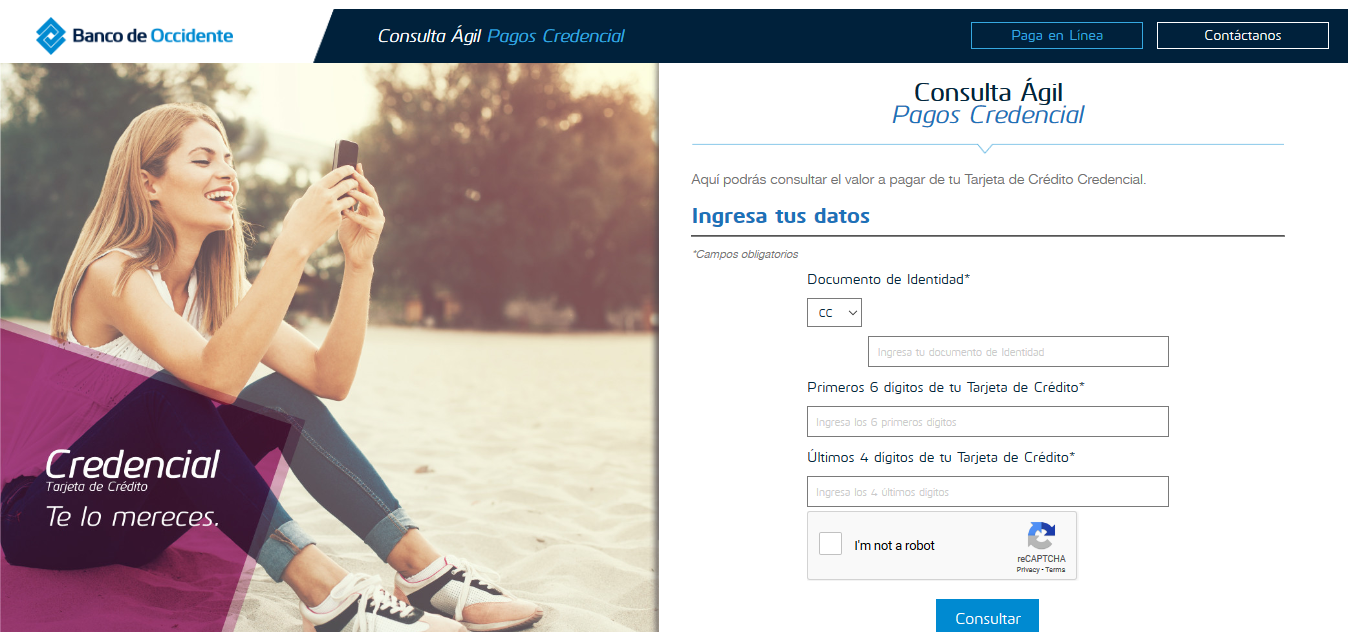 Banco de Occidente
Consulta Ágil Pagos Credencial
Paga en Línea
Contáctanos
Consulta Ágil
Pagos Credencial
Aquí podrás consultar el valor a pagar de tu Tarjeta de Crédito Credencial.
Ingresa tus datos
*Campos obligatorios
Documento de Identidad*
CC
Ingresa tu documento de Identidad
Primeros 6 digitos de tu Tarjeta de Crédito*
Ingresa los 6 primeros digitos
Últimos 4 digitos de tu Tarjeta de Crédito*
Ingresa los 4 últimos digitos
I'm not a robot
reCAPTCHA
Privacy - Terms
Consultar
Credencial
Tarjeta de Crédito
Te lo mereces.